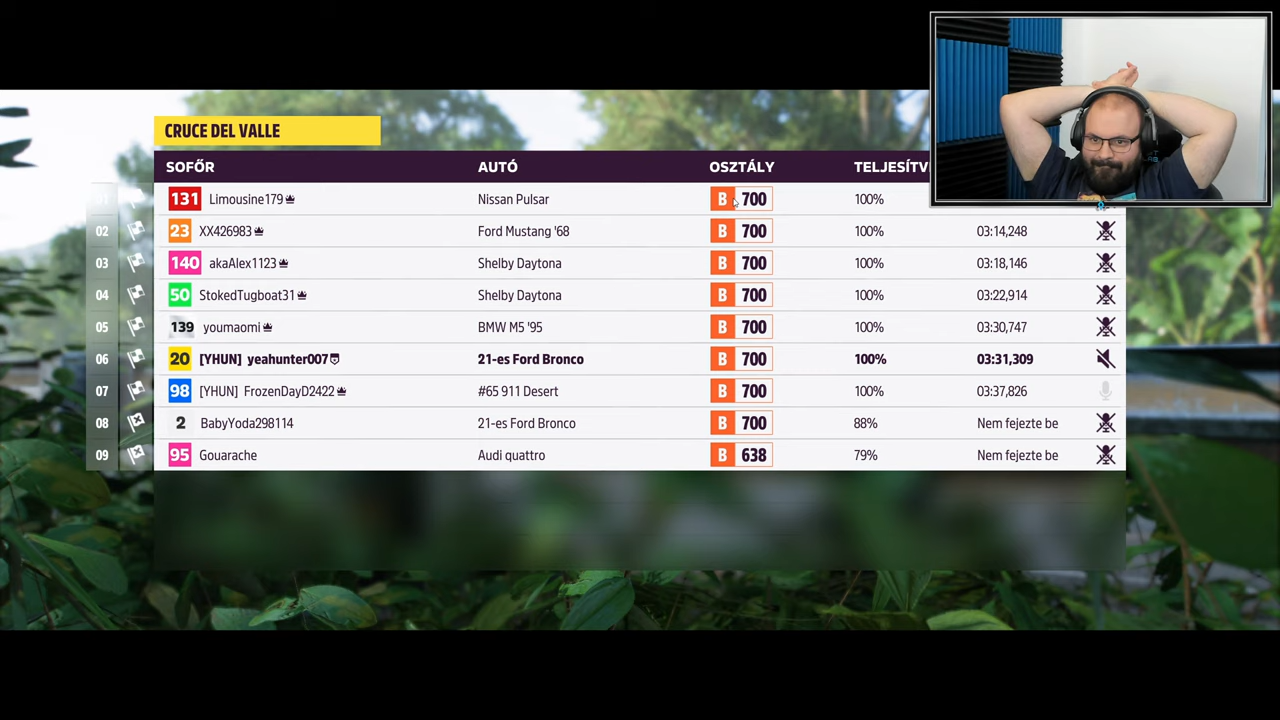 CRUCE DEL VALLE
SOFŐR AUTÓ OSZTÁLY
01 131 Limousine179 Nissan Pulsar B 700 100%
02 23 XX426983 Ford Mustang '68 B 700 100% 03:14,248
03 140 akaAlex1123 Shelby Daytona B 700 100% 03:18,146
04 50 StokedTugboat31 Shelby Daytona B 700 100% 03:22,914
05 139 youmaomi BMW M5 '95 B 700 100% 03:30,747
06 20 [YHUN] yeahunter007 21-es Ford Bronco B 700 100% 03:31,309
07 98 [YHUN] FrozenDayD2422 #65 911 Desert B 700 100% 03:37,826
08 2 BabyYoda298114 21-es Ford Bronco B 700 88% Nem fejezte be
09 95 Gouarache Audi quattro B 638 79% Nem fejezte be